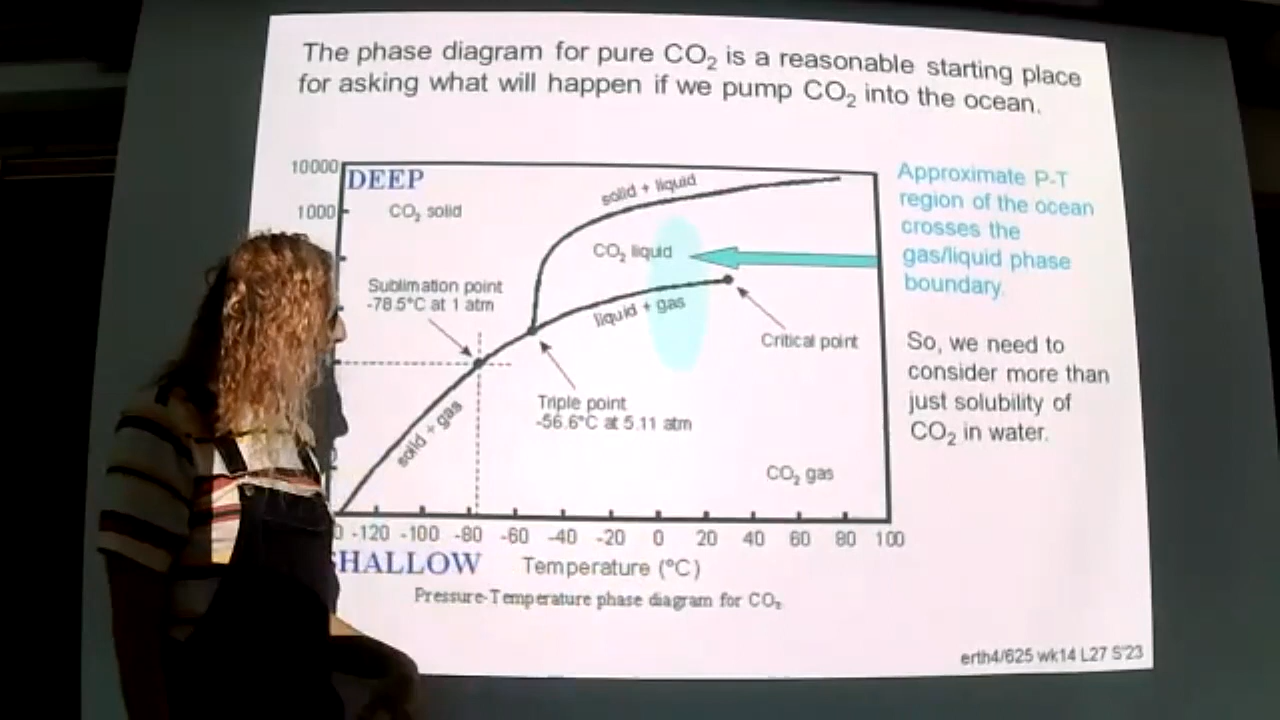 The phase diagram for pure CO₂ is a reasonable starting place
for asking what will happen if we pump CO₂ into the ocean.
10000
DEEP
1000
CO₂ solid
solid + liquid
CO₂ liquid
Sublimation point
-78.5°C at 1 atm
liquid + gas
Critical point
Triple point
-56.6°C at 5.11 atm
solid + gas
CO₂ gas
-120 -100 -80 -60 -40 -20 0 20 40 60 80 100
HALLOW
Temperature (°C)
Pressure-Temperature phase diagram for CO₂
Approximate P-T
region of the ocean
crosses the
gas/liquid phase
boundary.
So, we need to
consider more than
just solubility of
CO₂ in water.
erth4/625 wk14 L27 S'23